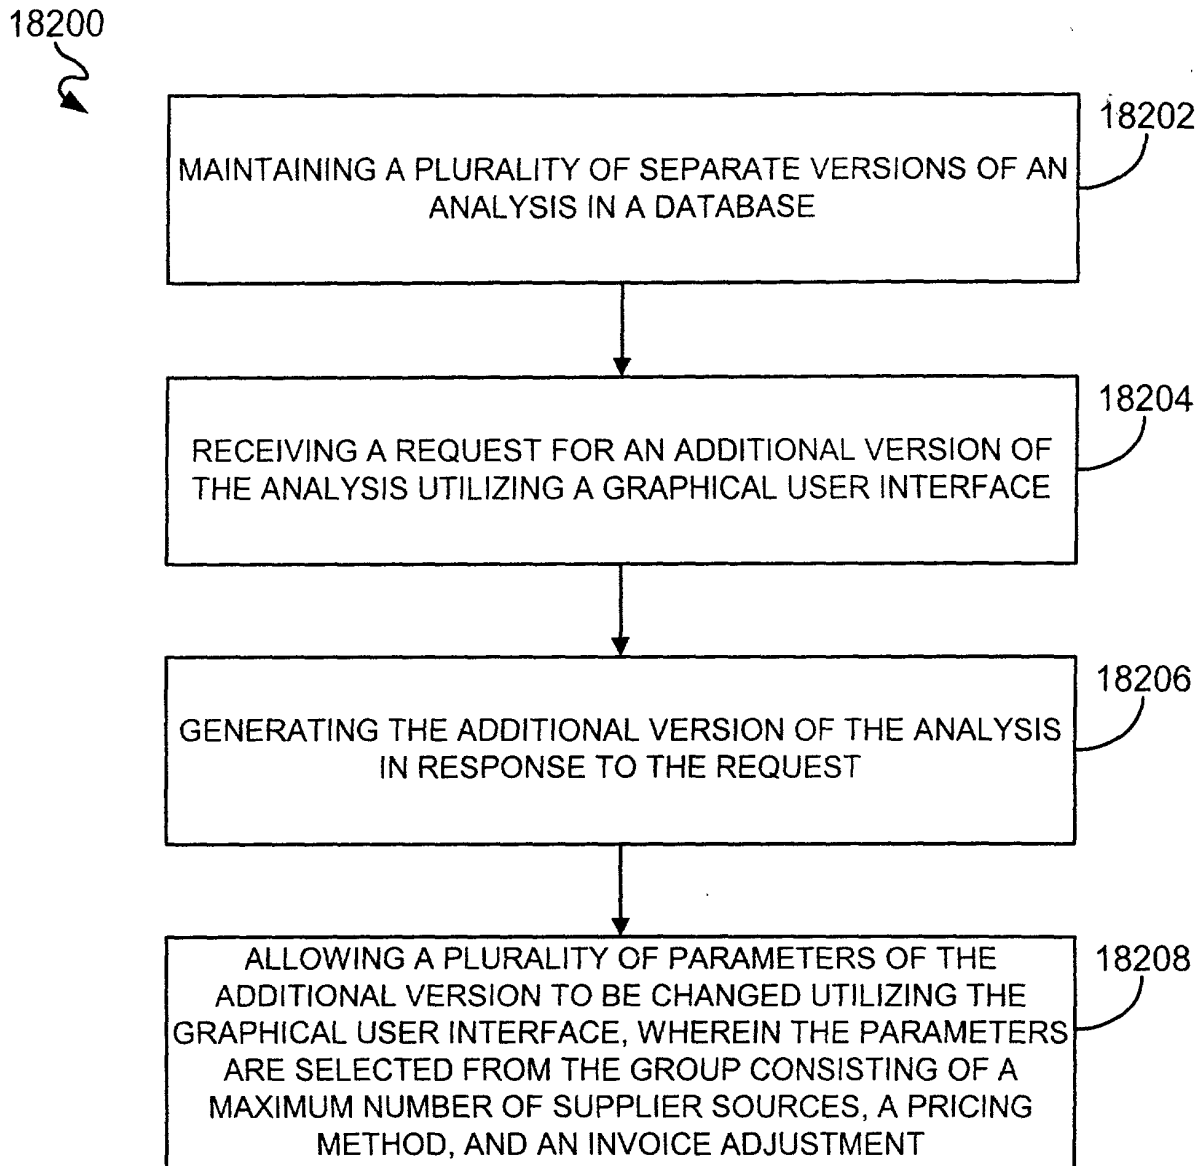 18200
18202
MAINTAINING A PLURALITY OF SEPARATE VERSIONS OF AN
ANALYSIS IN A DATABASE
18204
RECEIVING A REQUEST FOR AN ADDITIONAL VERSION OF
THE ANALYSIS UTILIZING A GRAPHICAL USER INTERFACE
18206
GENERATING THE ADDITIONAL VERSION OF THE ANALYSIS
IN RESPONSE TO THE REQUEST
18208
ALLOWING A PLURALITY OF PARAMETERS OF THE
ADDITIONAL VERSION TO BE CHANGED UTILIZING THE
GRAPHICAL USER INTERFACE, WHEREIN THE PARAMETERS
ARE SELECTED FROM THE GROUP CONSISTING OF A
MAXIMUM NUMBER OF SUPPLIER SOURCES, A PRICING
METHOD, AND AN INVOICE ADJUSTMENT